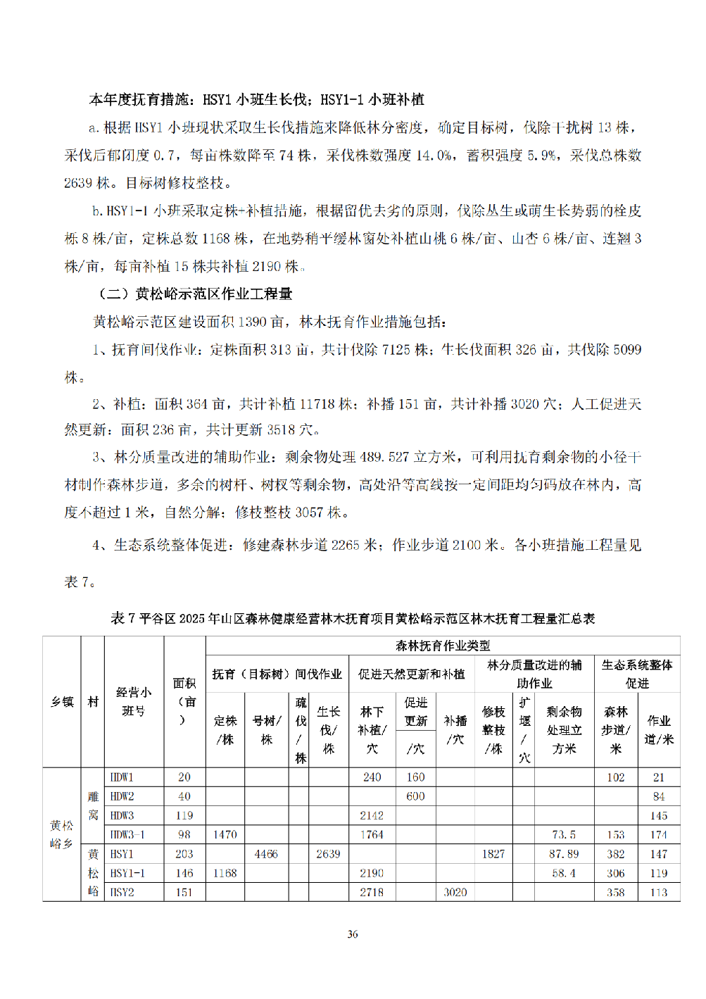 本年度抚育措施：HSY1 小班生长伐；HSY1-1 小班补植
a.根据 HSY1 小班现状采取生长伐措施来降低林分密度，确定目标树，伐除干扰树 13 株，
采伐后郁闭度 0.7，每亩株数降至 74 株，采伐株数强度 14.0%，蓄积强度 5.9%，采伐总株数
2639 株。目标树修枝整枝。
b.HSY1-1 小班采取定株+补植措施，根据留优去劣的原则，伐除丛生或萌生长势弱的栓皮
栎 8 株/亩，定株总数 1168 株，在地势稍平缓林窗处补植山桃 6 株/亩、山杏 6 株/亩、连翘 3
株/亩，每亩补植 15 株共补植 2190 株。
（二）黄松峪示范区作业工程量
黄松峪示范区建设面积 1390 亩，林木抚育作业措施包括：
1、抚育间伐作业：定株面积 313 亩，共计伐除 7125 株；生长伐面积 326 亩，共伐除 5099
株。
2、补植：面积 364 亩，共计补植 11718 株；补播 151 亩，共计补播 3020 穴；人工促进天
然更新：面积 236 亩，共计更新 3518 穴。
3、林分质量改进的辅助作业：剩余物处理 489.527 立方米，可利用抚育剩余物的小径干
材制作森林步道，多余的树杆、树杈等剩余物，高处沿等高线按一定间距均匀码放在林内，高
度不超过 1 米，自然分解；修枝整枝 3057 株。
4、生态系统整体促进：修建森林步道 2265 米；作业步道 2100 米。各小班措施工程量见
表 7。
表 7 平谷区 2025 年山区森林健康经营林木抚育项目黄松峪示范区林木抚育工程量汇总表
乡镇 村 经营小班号 面积（亩） 森林抚育作业类型
抚育（目标树）间伐作业 促进天然更新和补植 林分质量改进的辅助作业 生态系统整体促进
定株/株 号树/株 疏伐/株 生长伐/株 林下补植/穴 促进更新/穴 补播/穴 修枝整枝/株 扩堰/穴 剩余物处理立方米 森林步道/米 作业道/米
黄松峪乡 雕窝 HDW1 20 240 160 102 21
HDW2 40 600 84
HDW3 119 2142 145
HDW3-1 98 1470 1764 73.5 153 174
黄松峪 HSY1 203 4466 2639 1827 87.89 382 147
HSY1-1 146 1168 2190 58.4 306 119
HSY2 151 2718 3020 358 113
36